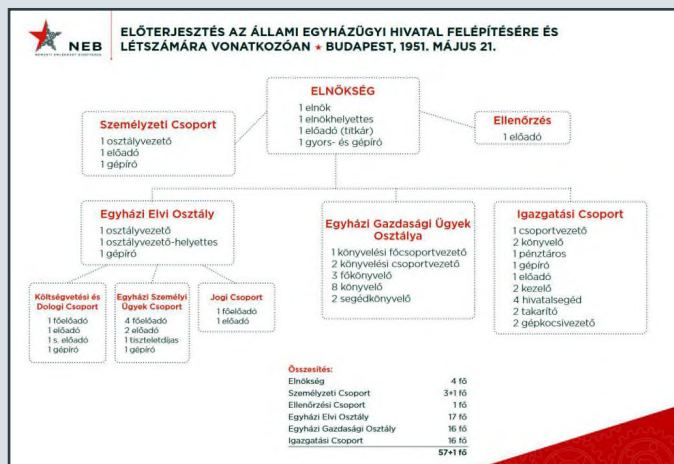 NEB
NEMZETI EMLÉKEZET BIZOTTSÁGA
ELŐTERJESZTÉS AZ ÁLLAMI EGYHÁZÜGYI HIVATAL FELÉPÍTÉSÉRE ÉS
LÉTSZÁMÁRA VONATKOZÓAN ★ BUDAPEST, 1951. MÁJUS 21.
ELNÖKSÉG
1 elnök
1 elnökhelyettes
1 előadó (titkár)
1 gyors- és gépíró
Személyzeti Csoport
1 osztályvezető
1 előadó
1 gépíró
Ellenőrzés
1 előadó
Egyházi Elvi Osztály
1 osztályvezető
1 osztályvezető-helyettes
1 gépíró
Egyházi Gazdasági Ügyek
Osztálya
1 könyvelési főcsoportvezető
2 könyvelési csoportvezető
3 főkönyvelő
8 könyvelő
2 segédkönyvelő
Igazgatási Csoport
1 csoportvezető
2 könyvelő
1 pénztáros
1 gépíró
1 előadó
2 kezelő
4 hivatalsegéd
2 takarító
2 gépkocsivezető
Költségvetési és
Dologi Csoport
1 főelőadó
1 előadó
1 s. előadó
1 gépíró
Egyházi Személyi
Ügyek Csoport
4 főelőadó
2 előadó
1 tiszteletdíjas
1 gépíró
Jogi Csoport
1 főelőadó
1 előadó
Összesítés:
Elnökség 4 fő
Személyzeti Csoport 3+1 fő
Ellenőrzési Csoport 1 fő
Egyházi Elvi Osztály 17 fő
Egyházi Gazdasági Osztály 16 fő
Igazgatási Csoport 16 fő
57+1 fő